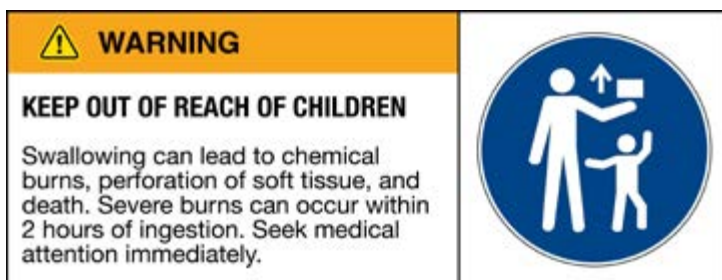 WARNING
KEEP OUT OF REACH OF CHILDREN
Swallowing can lead to chemical
burns, perforation of soft tissue, and
death. Severe burns can occur within
2 hours of ingestion. Seek medical
attention immediately.